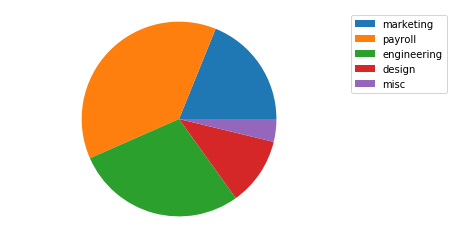 marketing
payroll
engineering
design
misc